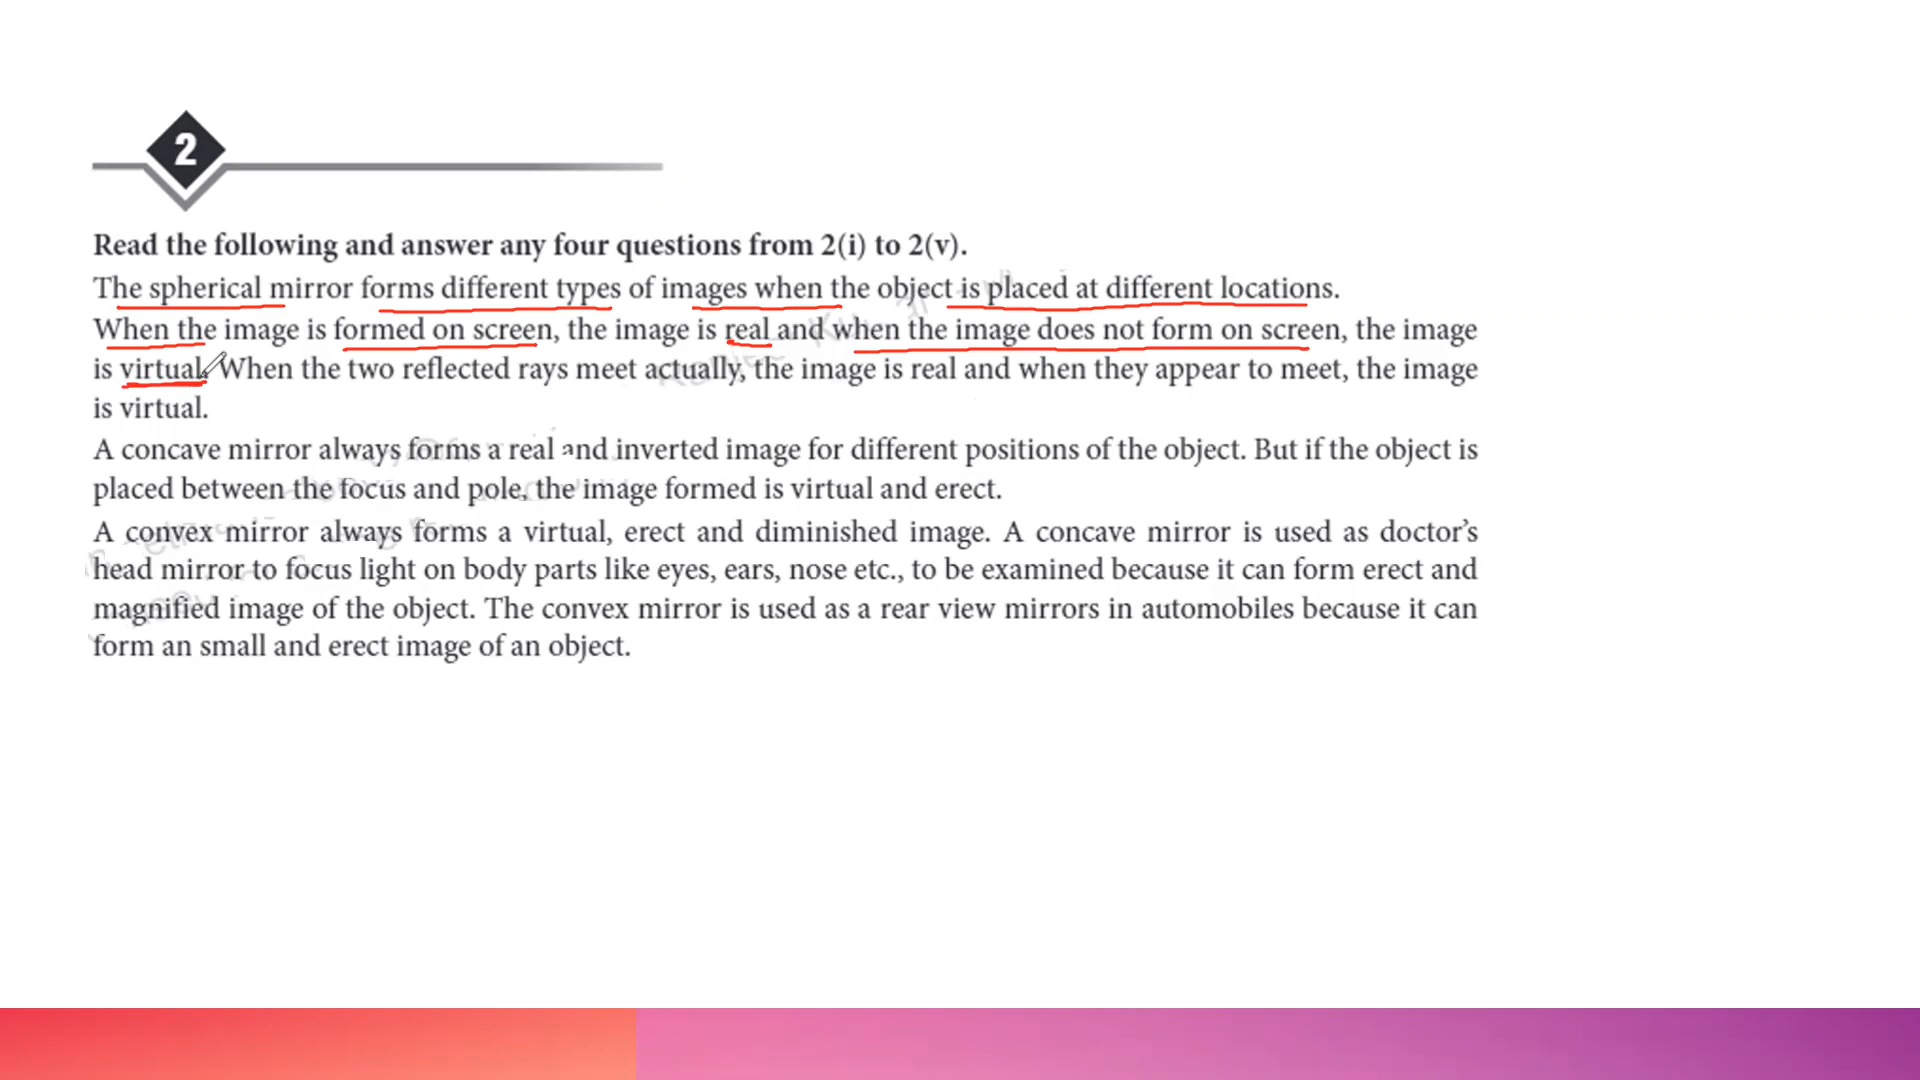 2
Read the following and answer any four questions from 2(i) to 2(v).
The spherical mirror forms different types of images when the object is placed at different locations.
When the image is formed on screen, the image is real and when the image does not form on screen, the image
is virtual. When the two reflected rays meet actually, the image is real and when they appear to meet, the image
is virtual.
A concave mirror always forms a real and inverted image for different positions of the object. But if the object is
placed between the focus and pole, the image formed is virtual and erect.
A convex mirror always forms a virtual, erect and diminished image. A concave mirror is used as doctor's
head mirror to focus light on body parts like eyes, ears, nose etc., to be examined because it can form erect and
magnified image of the object. The convex mirror is used as a rear view mirrors in automobiles because it can
form an small and erect image of an object.